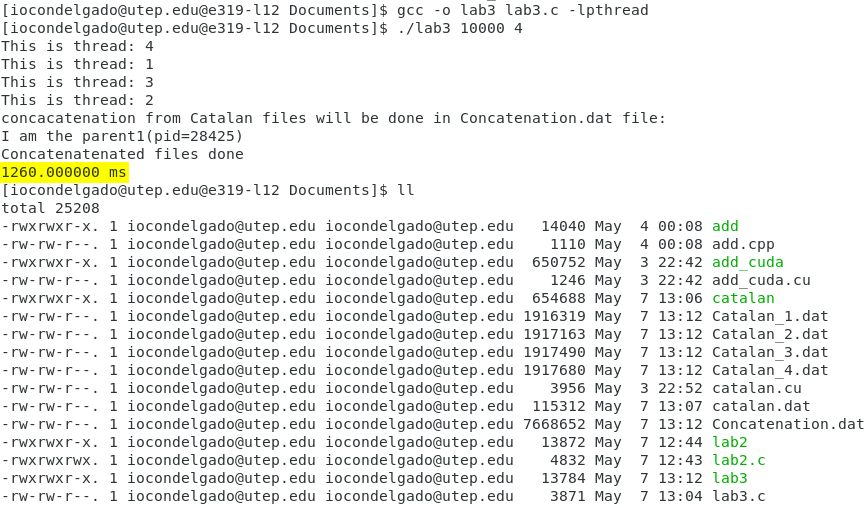 [iocondelgado@utep.edu@e319-l12 Documents]$ gcc -o lab3 lab3.c -lpthread
[iocondelgado@utep.edu@e319-l12 Documents]$ ./lab3 10000 4
This is thread: 4
This is thread: 1
This is thread: 3
This is thread: 2
concacatenation from Catalan files will be done in Concatenation.dat file:
I am the parent1(pid=28425)
Concatenatenated files done
1260.000000 ms
[iocondelgado@utep.edu@e319-l12 Documents]$ ll
total 25208
-rwxrwxr-x. 1 iocondelgado@utep.edu iocondelgado@utep.edu   14040 May  4 00:08 add
-rw-rw-r--. 1 iocondelgado@utep.edu iocondelgado@utep.edu    1110 May  4 00:08 add.cpp
-rwxrwxr-x. 1 iocondelgado@utep.edu iocondelgado@utep.edu  650752 May  3 22:42 add_cuda
-rw-rw-r--. 1 iocondelgado@utep.edu iocondelgado@utep.edu    1246 May  3 22:42 add_cuda.cu
-rwxrwxr-x. 1 iocondelgado@utep.edu iocondelgado@utep.edu  654688 May  7 13:06 catalan
-rw-rw-r--. 1 iocondelgado@utep.edu iocondelgado@utep.edu 1916319 May  7 13:12 Catalan_1.dat
-rw-rw-r--. 1 iocondelgado@utep.edu iocondelgado@utep.edu 1917163 May  7 13:12 Catalan_2.dat
-rw-rw-r--. 1 iocondelgado@utep.edu iocondelgado@utep.edu 1917490 May  7 13:12 Catalan_3.dat
-rw-rw-r--. 1 iocondelgado@utep.edu iocondelgado@utep.edu 1917680 May  7 13:12 Catalan_4.dat
-rw-rw-r--. 1 iocondelgado@utep.edu iocondelgado@utep.edu    3956 May  3 22:52 catalan.cu
-rw-rw-r--. 1 iocondelgado@utep.edu iocondelgado@utep.edu  115312 May  7 13:07 catalan.dat
-rw-rw-r--. 1 iocondelgado@utep.edu iocondelgado@utep.edu 7668652 May  7 13:12 Concatenation.dat
-rwxrwxr-x. 1 iocondelgado@utep.edu iocondelgado@utep.edu   13872 May  7 12:44 lab2
-rwxrwxrwx. 1 iocondelgado@utep.edu iocondelgado@utep.edu    4832 May  7 12:43 lab2.c
-rwxrwxr-x. 1 iocondelgado@utep.edu iocondelgado@utep.edu   13784 May  7 13:12 lab3
-rw-rw-r--. 1 iocondelgado@utep.edu iocondelgado@utep.edu    3871 May  7 13:04 lab3.c